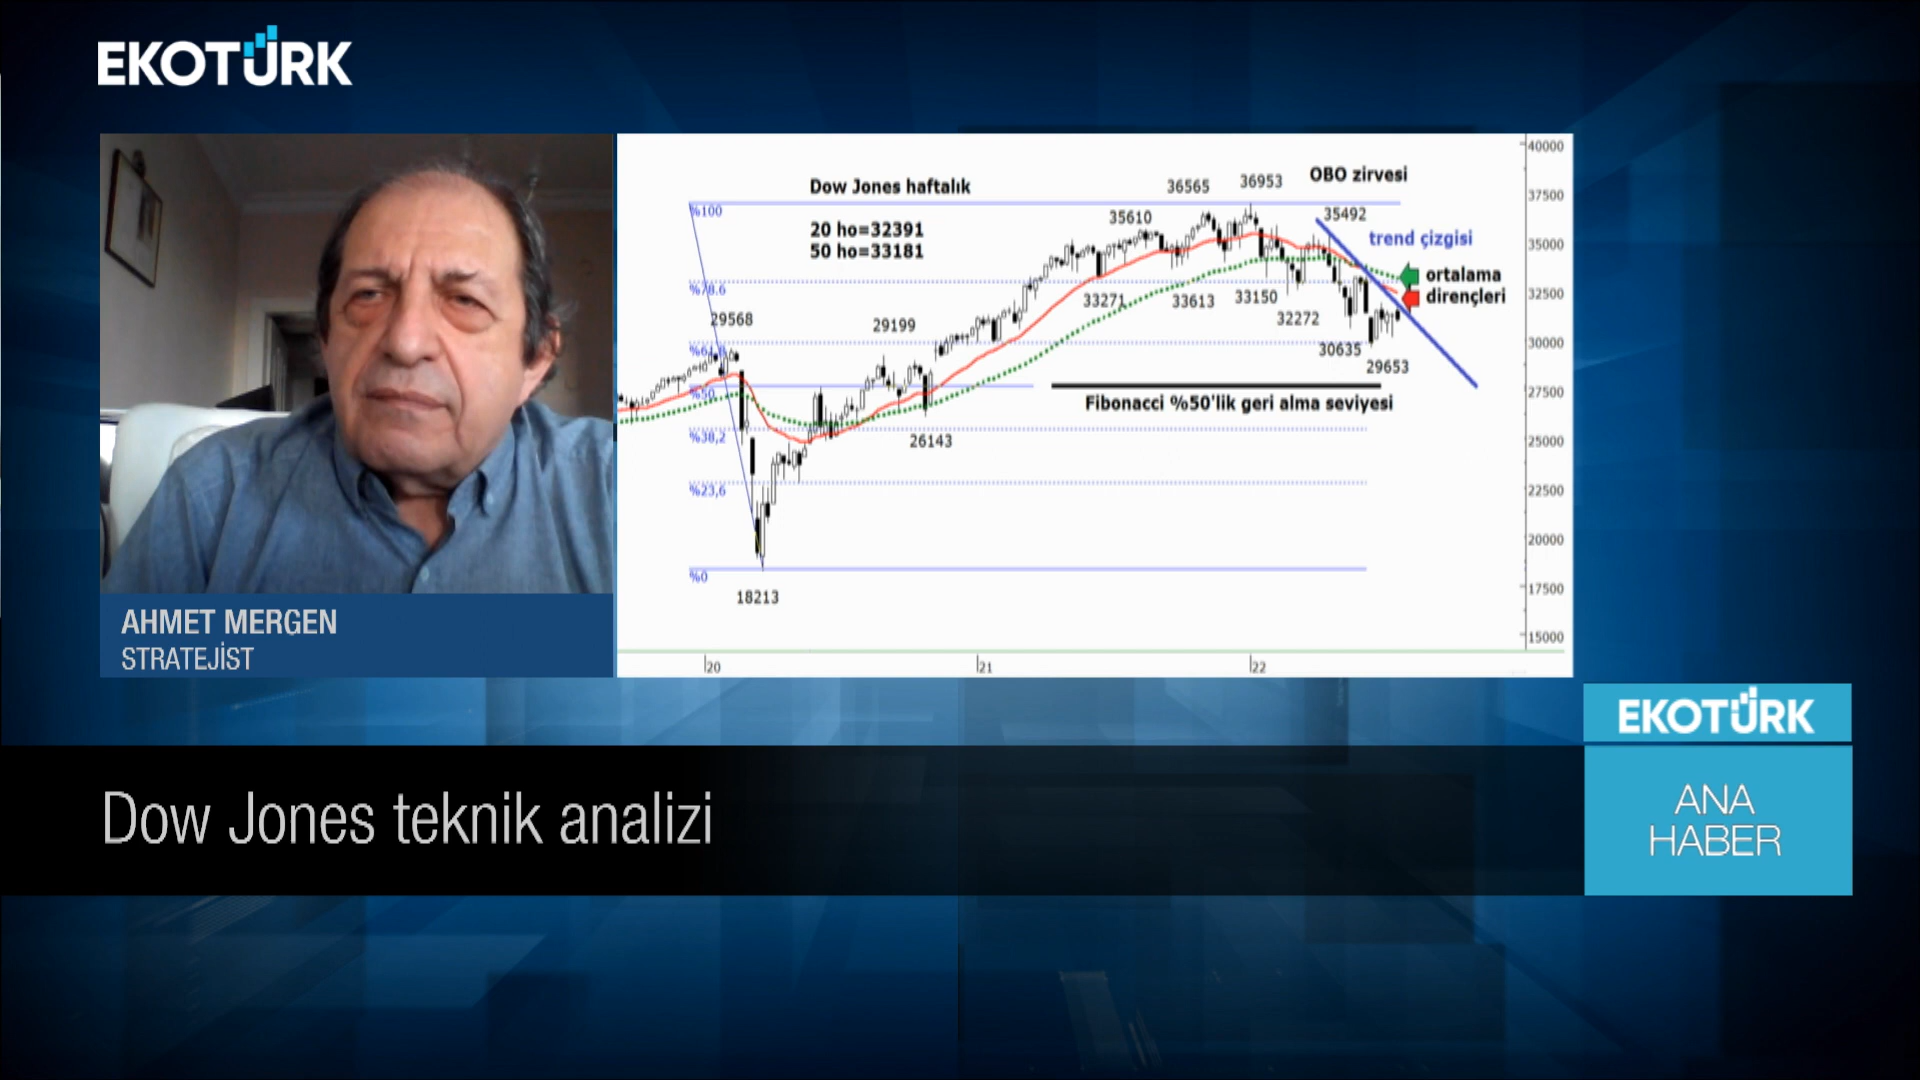 EKOTÜRK
AHMET MERGEN
STRATEJİST
Dow Jones haftalık
20 ho=32391
50 ho=33181
36565
36953
OBO zirvesi
35610
35492
trend çizgisi
ortalama
dirençleri
%100
%78.6
29568
29199
33271
33613
33150
32272
30635
29653
%61,8
%50
Fibonacci %50'lik geri alma seviyesi
%38,2
26143
%23,6
%0
18213
40000
37500
35000
32500
30000
27500
25000
22500
20000
17500
15000
20
21
22
EKOTÜRK
ANA
HABER
Dow Jones teknik analizi